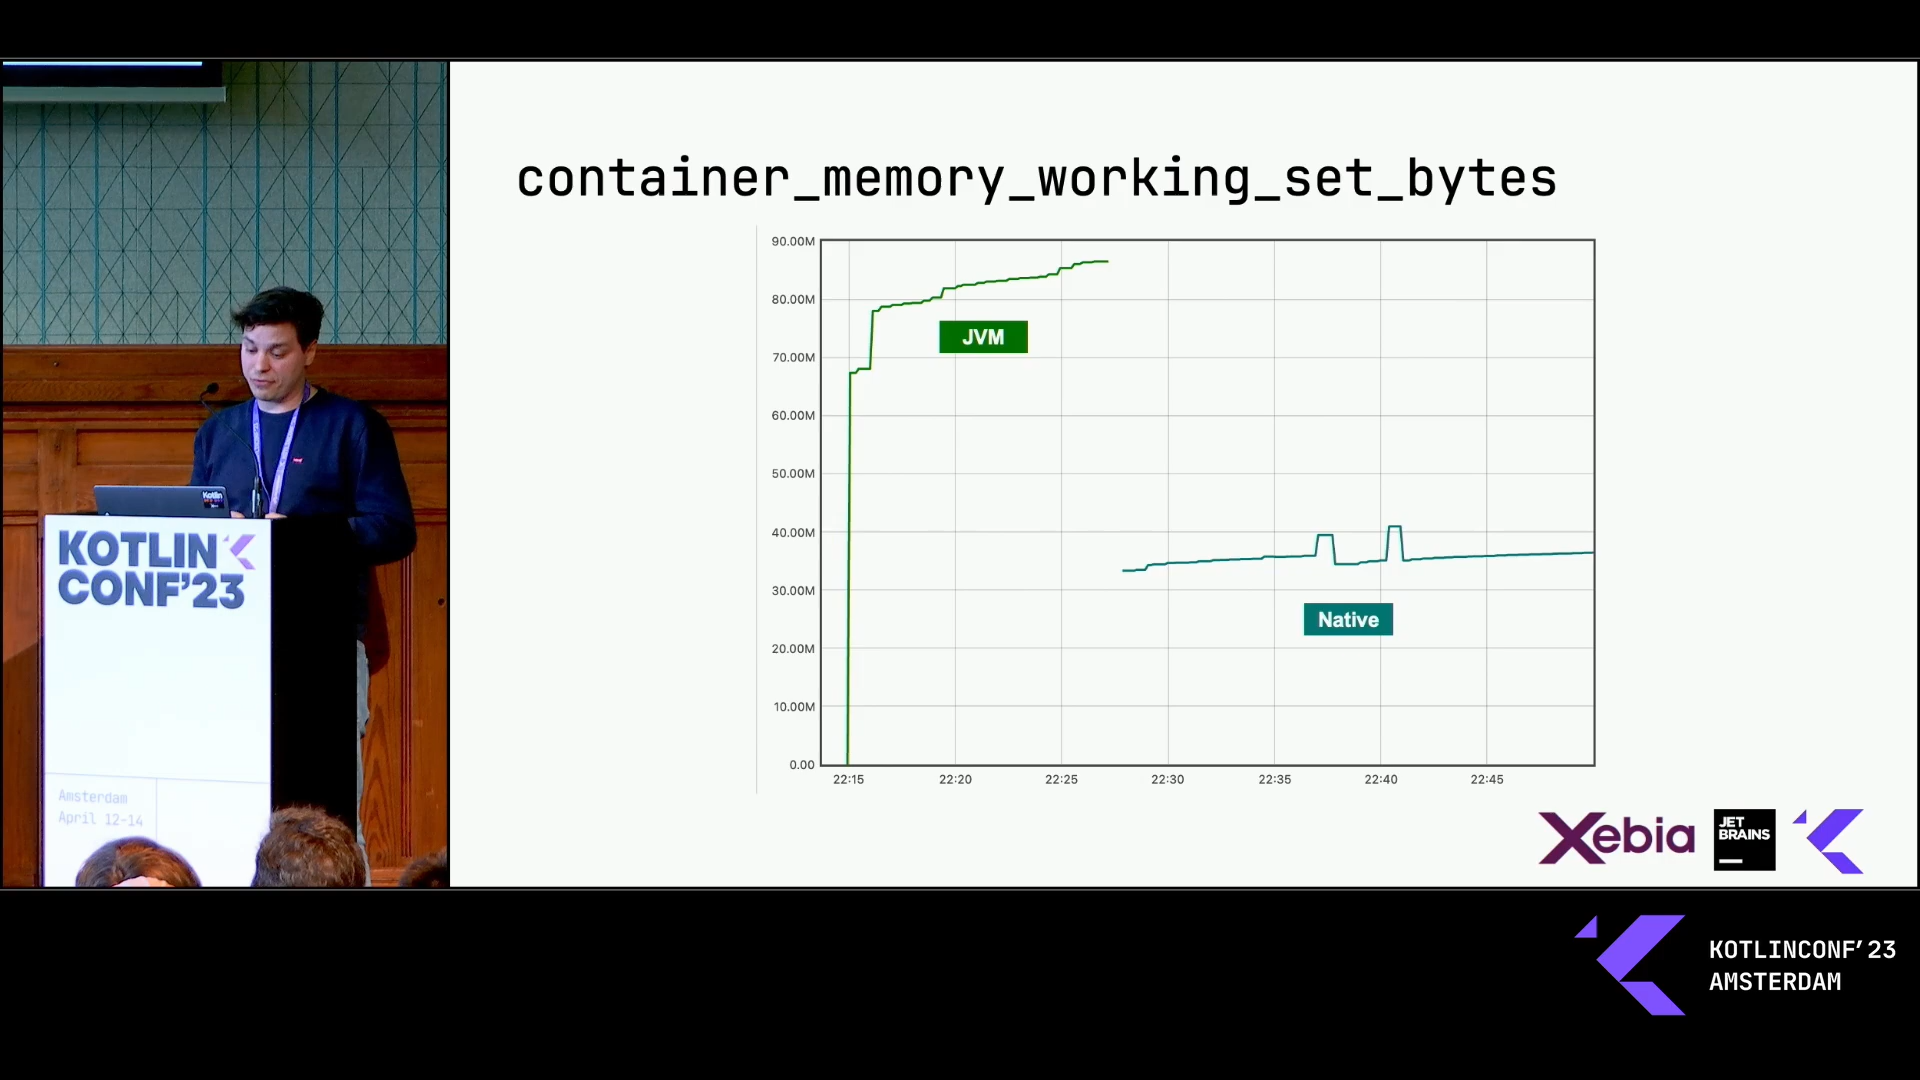 container_memory_working_set_bytes
90.00M
80.00M
70.00M
60.00M
50.00M
40.00M
30.00M
20.00M
10.00M
0.00
22:15
22:20
22:25
22:30
22:35
22:40
22:45
JVM
Native
Xebia
JET
BRAINS
Kotlin
KOTLIN
CONF'23
Amsterdam
April 12-14
KOTLINCONF'23
AMSTERDAM